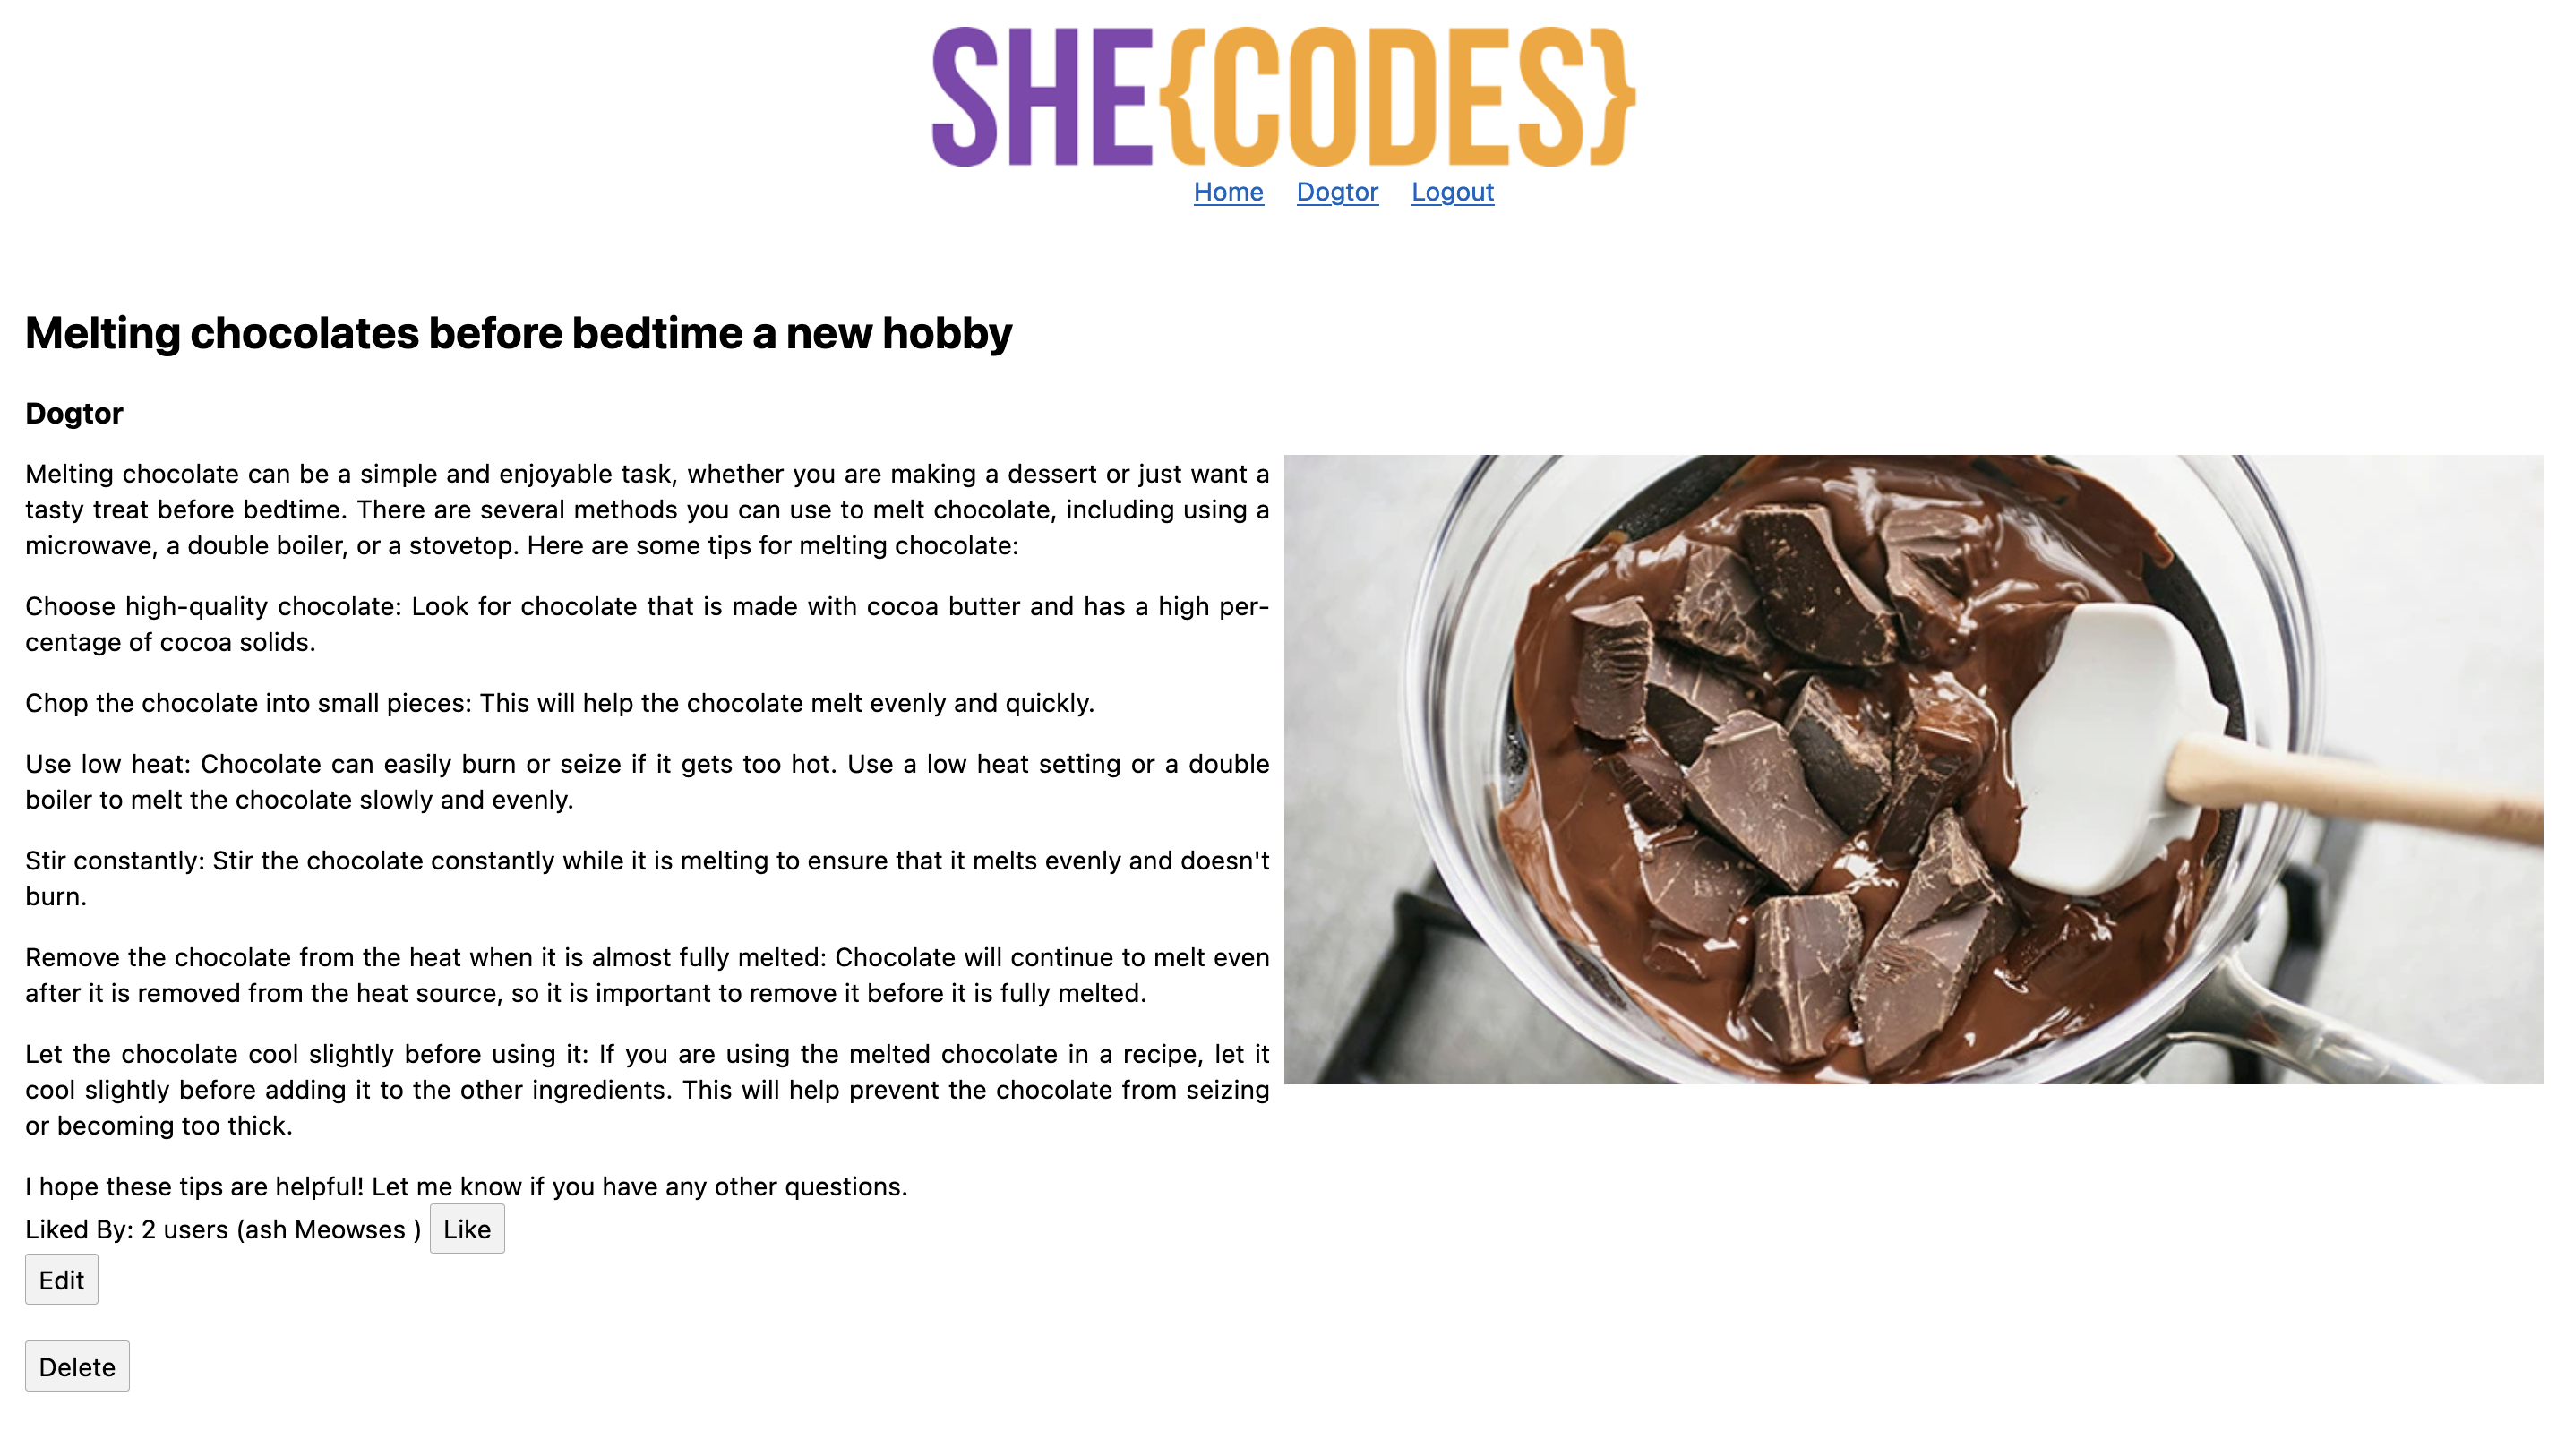 SHE{CODES}
Home Dogtor Logout
Melting chocolates before bedtime a new hobby
Dogtor
Melting chocolate can be a simple and enjoyable task, whether you are making a dessert or just want a
tasty treat before bedtime. There are several methods you can use to melt chocolate, including using a
microwave, a double boiler, or a stovetop. Here are some tips for melting chocolate:
Choose high-quality chocolate: Look for chocolate that is made with cocoa butter and has a high per-
centage of cocoa solids.
Chop the chocolate into small pieces: This will help the chocolate melt evenly and quickly.
Use low heat: Chocolate can easily burn or seize if it gets too hot. Use a low heat setting or a double
boiler to melt the chocolate slowly and evenly.
Stir constantly: Stir the chocolate constantly while it is melting to ensure that it melts evenly and doesn't
burn.
Remove the chocolate from the heat when it is almost fully melted: Chocolate will continue to melt even
after it is removed from the heat source, so it is important to remove it before it is fully melted.
Let the chocolate cool slightly before using it: If you are using the melted chocolate in a recipe, let it
cool slightly before adding it to the other ingredients. This will help prevent the chocolate from seizing
or becoming too thick.
I hope these tips are helpful! Let me know if you have any other questions.
Liked By: 2 users (ash Meowses ) Like
Edit
Delete